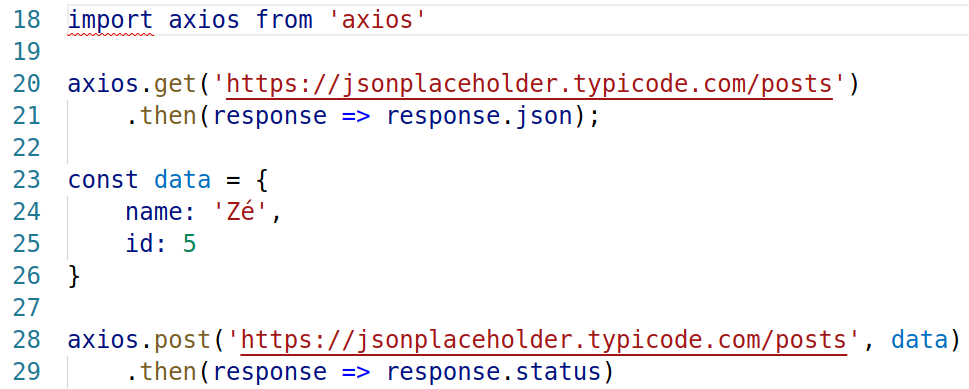 18 import axios from 'axios'
19
20 axios.get('https://jsonplaceholder.typicode.com/posts')
21     .then(response => response.json);
22
23 const data = {
24     name: 'Zé',
25     id: 5
26 }
27
28 axios.post('https://jsonplaceholder.typicode.com/posts', data)
29     .then(response => response.status)